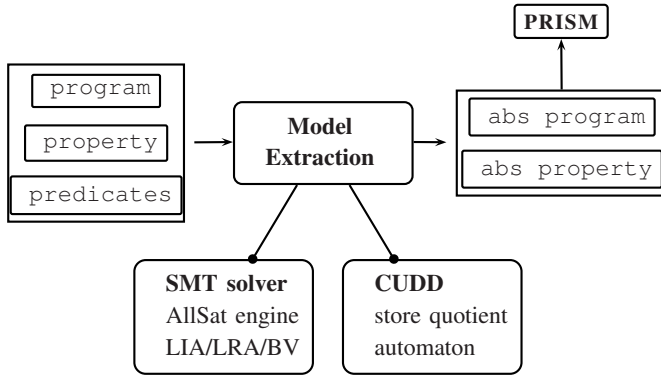 PRISM
program
property
predicates
Model
Extraction
abs program
abs property
SMT solver
AllSat engine
LIA/LRA/BV
CUDD
store quotient
automaton